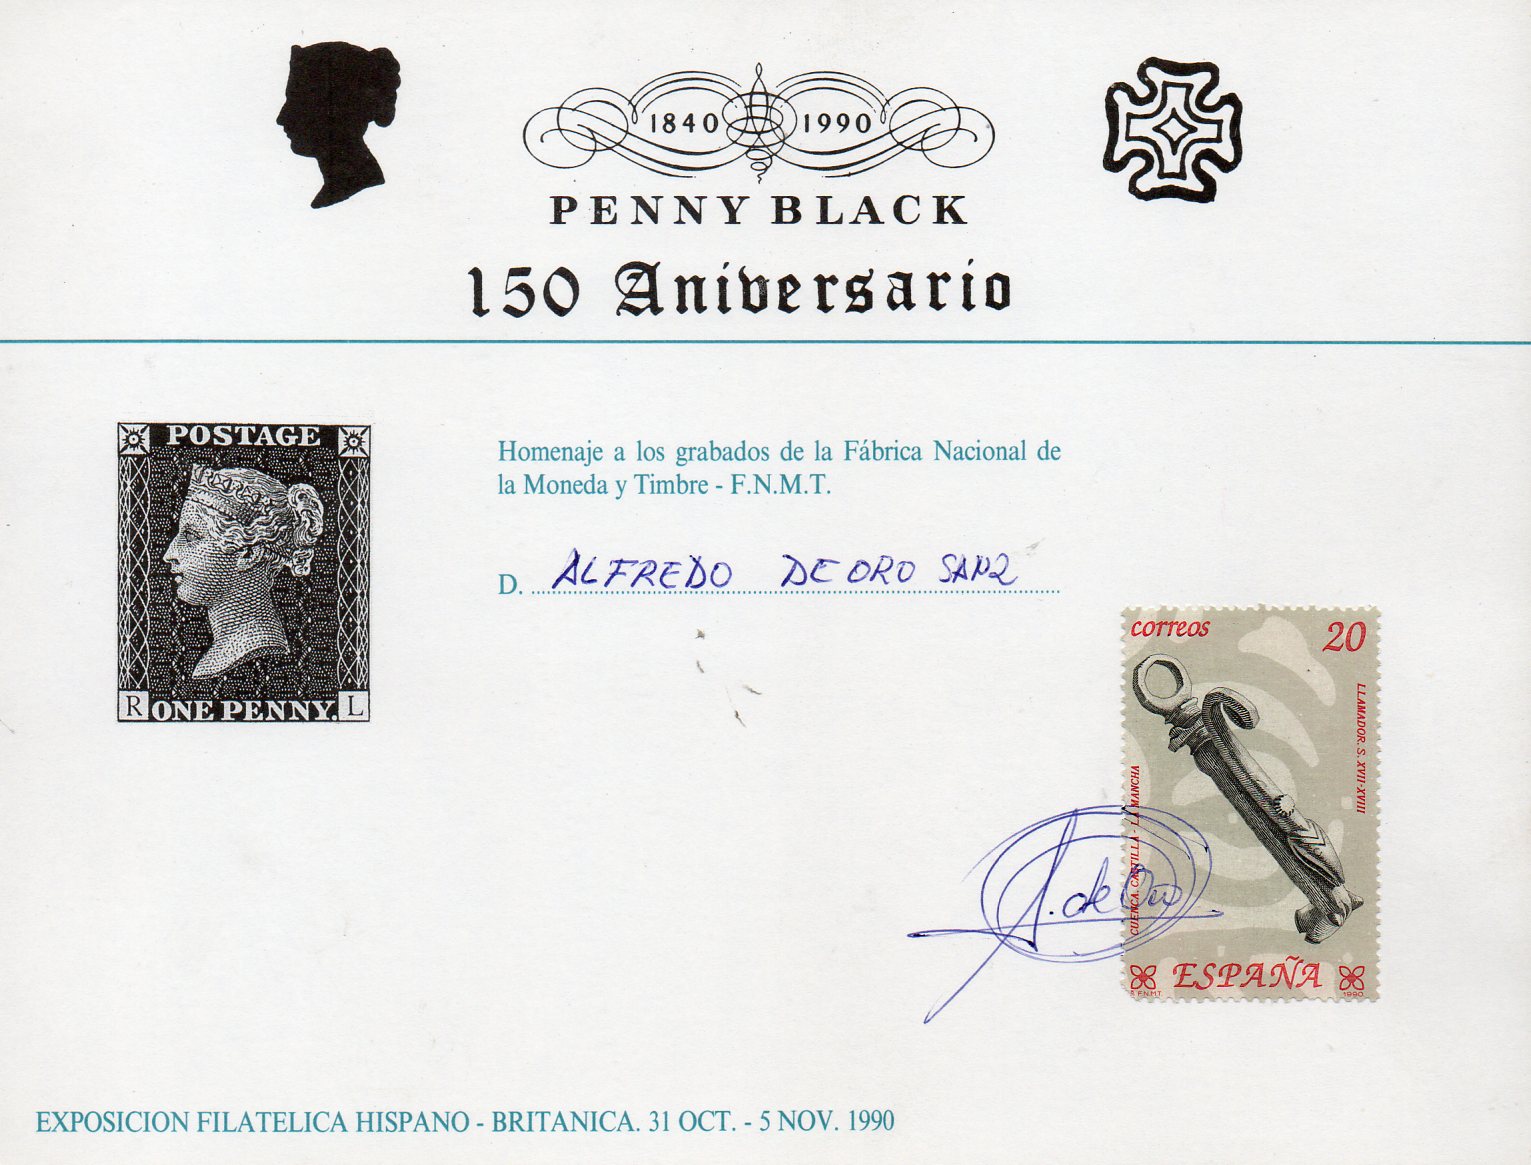 1840 1990
PENNY BLACK
150 Aniversario
POSTAGE
R ONE PENNY. L
Homenaje a los grabados de la Fábrica Nacional de
la Moneda y Timbre - F.N.M.T.
D. ALFREDO DE ORO SANZ
correos 20
LLAMADOR. S. XVII-XVIII
CUENCA. CASTILLA - LA MANCHA
A. de Oro
ESPAÑA
F.N.M.T. 1990
EXPOSICION FILATELICA HISPANO - BRITANICA. 31 OCT. - 5 NOV. 1990